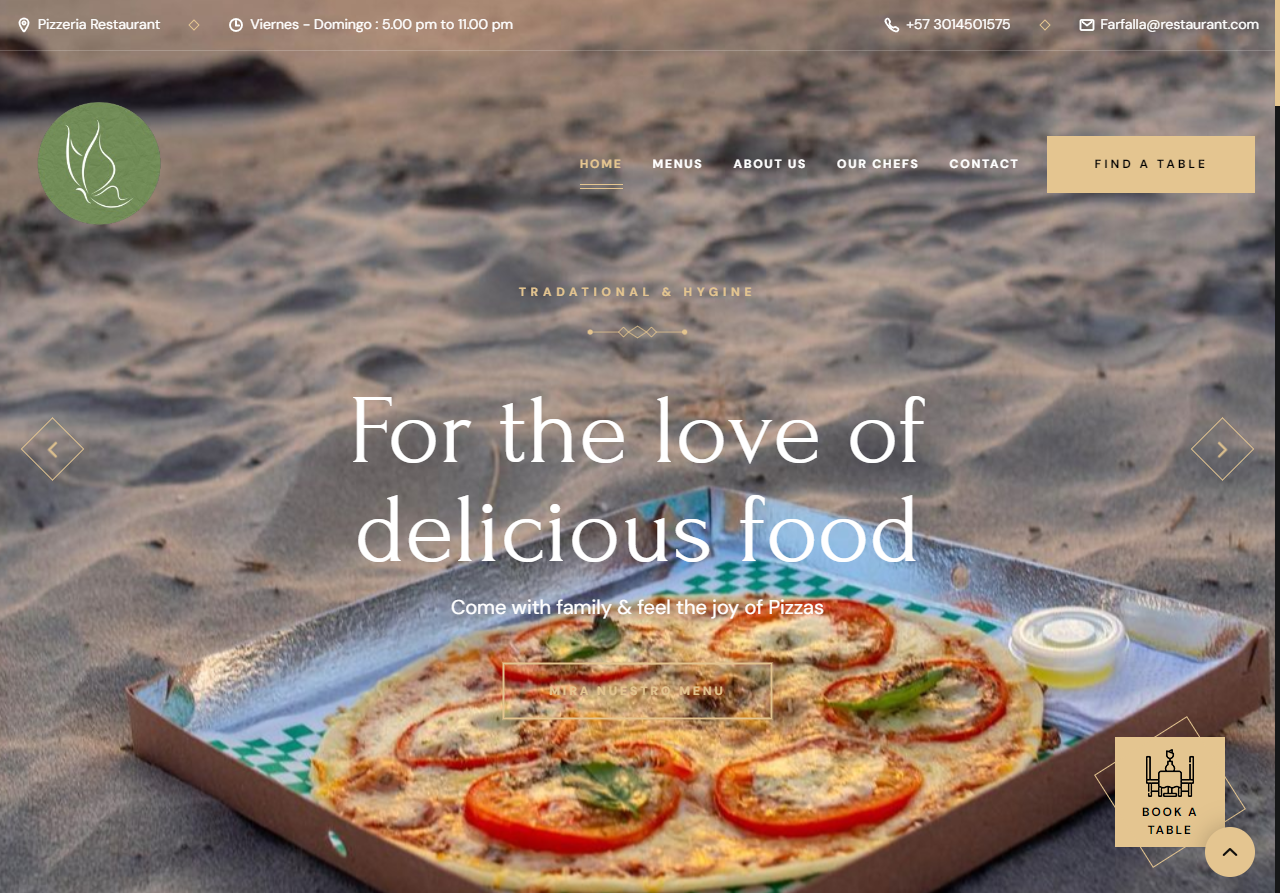 Pizzeria Restaurant
Viernes - Domingo : 5.00 pm to 11.00 pm
+57 3014501575
Farfalla@restaurant.com
HOME
MENUS
ABOUT US
OUR CHEFS
CONTACT
FIND A TABLE
TRADATIONAL & HYGINE
For the love of
delicious food
Come with family & feel the joy of Pizzas
MIRA NUESTRO MENU
BOOK A
TABLE